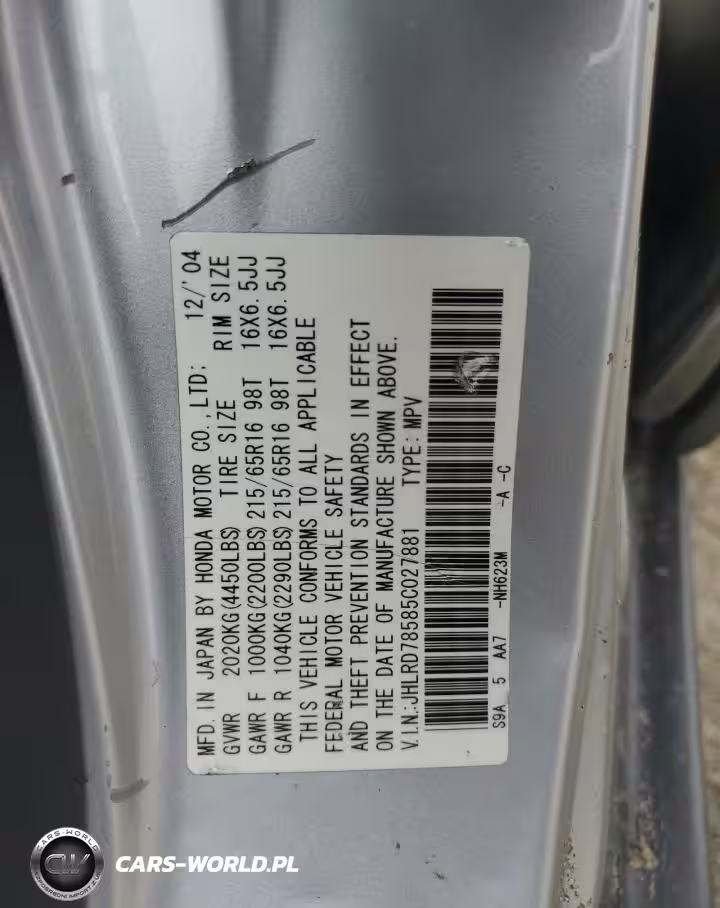 MFD. IN JAPAN BY HONDA MOTOR CO., LTD: 12/'04
GVWR 2020KG(4450LBS) TIRE SIZE RIM SIZE
GAWR F 1000KG(2200LBS) 215/65R16 98T 16X6.5JJ
GAWR R 1040KG(2290LBS) 215/65R16 98T 16X6.5JJ
THIS VEHICLE CONFORMS TO ALL APPLICABLE
FEDERAL MOTOR VEHICLE SAFETY
AND THEFT PREVENTION STANDARDS IN EFFECT
ON THE DATE OF MANUFACTURE SHOWN ABOVE.
V.I.N.:JHLRD78585C027881 TYPE: MPV
S9A 5 AA7 -NH623M -A -C
CARS-WORLD
CW
CARS-WORLD.PL